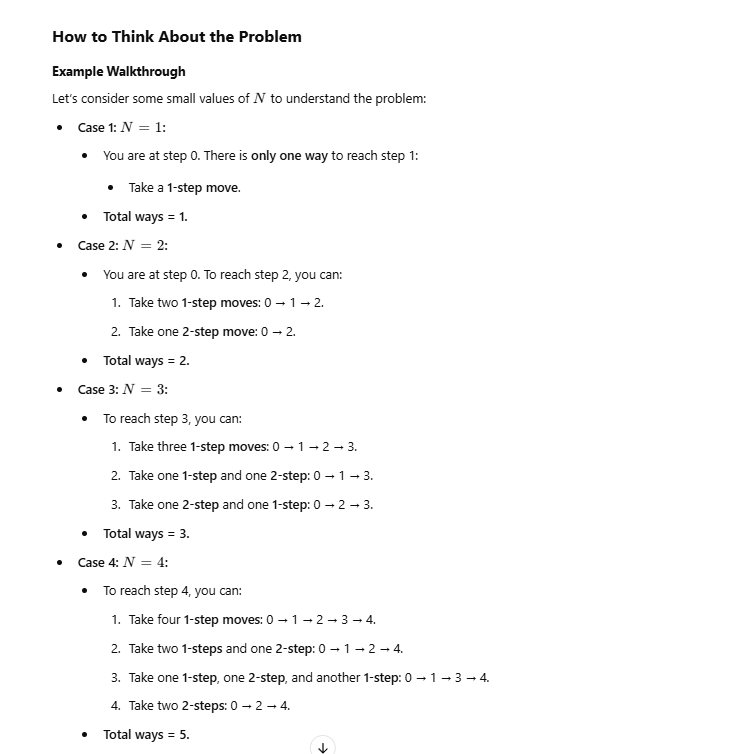 How to Think About the Problem
Example Walkthrough
Let's consider some small values of N to understand the problem:
• Case 1: N = 1:
• You are at step 0. There is only one way to reach step 1:
• Take a 1-step move.
• Total ways = 1.
• Case 2: N = 2:
• You are at step 0. To reach step 2, you can:
1. Take two 1-step moves: 0 → 1 → 2.
2. Take one 2-step move: 0 → 2.
• Total ways = 2.
• Case 3: N = 3:
• To reach step 3, you can:
1. Take three 1-step moves: 0 → 1 → 2 → 3.
2. Take one 1-step and one 2-step: 0 → 1 → 3.
3. Take one 2-step and one 1-step: 0 → 2 → 3.
• Total ways = 3.
• Case 4: N = 4:
• To reach step 4, you can:
1. Take four 1-step moves: 0 → 1 → 2 → 3 → 4.
2. Take two 1-steps and one 2-step: 0 → 1 → 2 → 4.
3. Take one 1-step, one 2-step, and another 1-step: 0 → 1 → 3 → 4.
4. Take two 2-steps: 0 → 2 → 4.
• Total ways = 5.